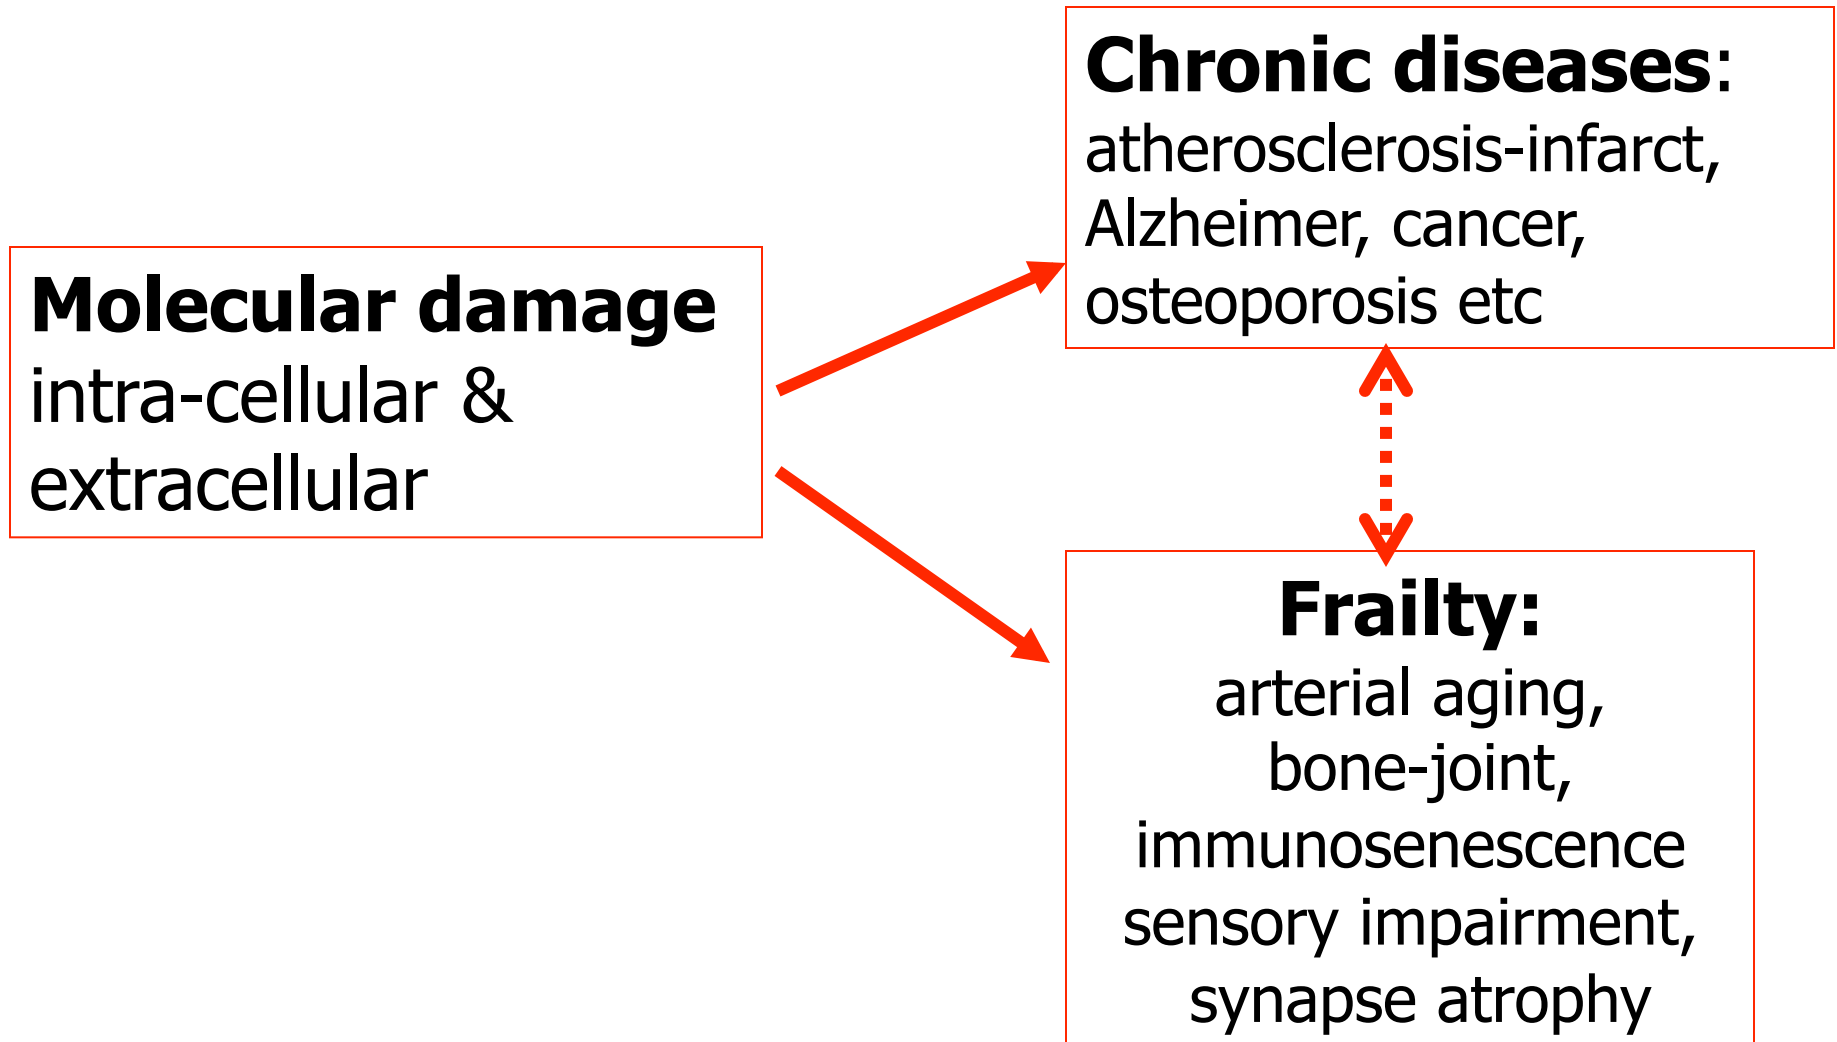 Chronic diseases:
atherosclerosis-infarct,
Alzheimer, cancer,
osteoporosis etc
Molecular damage
intra-cellular &
extracellular
Frailty:
arterial aging,
bone-joint,
immunosenescence
sensory impairment,
synapse atrophy